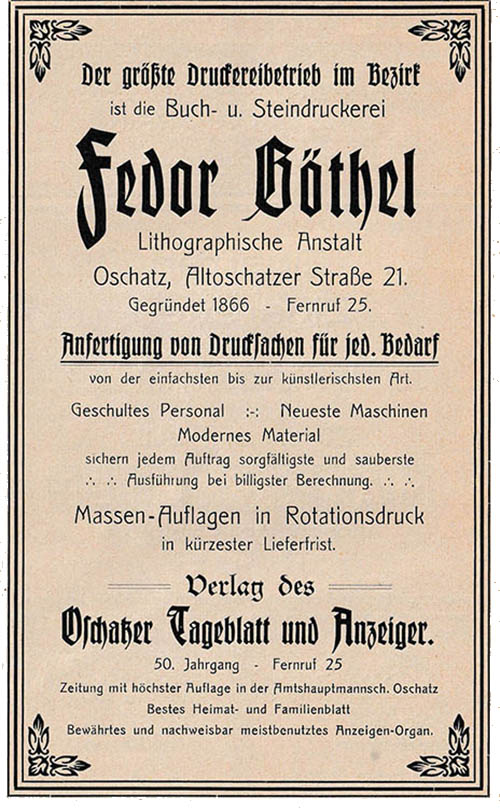 Der größte Druckereibetrieb im Bezirk
ist die Buch- u. Steindruckerei
Fedor Göthel
Lithographische Anstalt
Oschatz, Altoschatzer Straße 21.
Gegründet 1866 - Fernruf 25.
Anfertigung von Drucksachen für jed. Bedarf
von der einfachsten bis zur künstlerischsten Art.
Geschultes Personal :-: Neueste Maschinen
Modernes Material
sichern jedem Auftrag sorgfältigste und sauberste
∴ ∴ Ausführung bei billigster Berechnung. ∴ ∴
Massen-Auflagen in Rotationsdruck
in kürzester Lieferfrist.
Verlag des
Oschatzer Tageblatt und Anzeiger.
50. Jahrgang - Fernruf 25
Zeitung mit höchster Auflage in der Amtshauptmannsch. Oschatz
Bestes Heimat- und Familienblatt
Bewährtes und nachweisbar meistbenutztes Anzeigen-Organ.